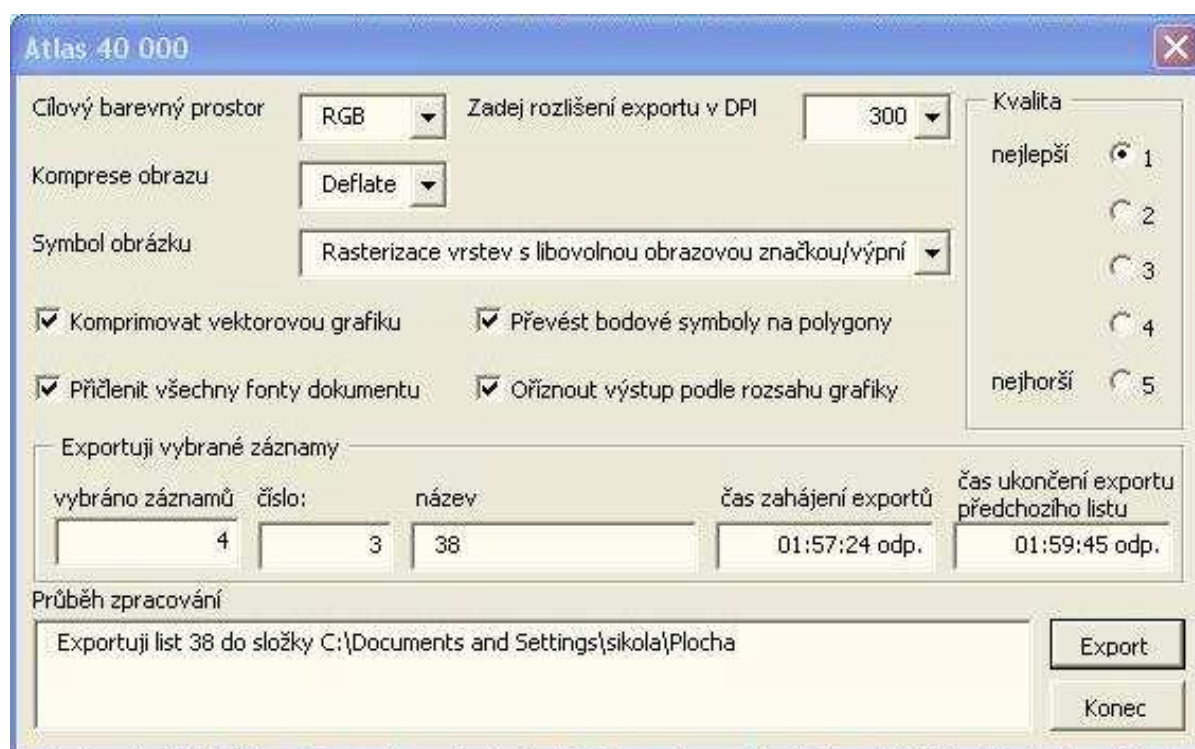 Atlas 40 000
Cílový barevný prostor RGB Zadej rozlišení exportu v DPI 300
Kvalita
nejlepší 1
Komprese obrazu Deflate
2
Symbol obrázku Rasterizace vrstev s libovolnou obrazovou značkou/výpní
3
Komprimovat vektorovou grafiku Převést bodové symboly na polygony
4
Přičlenit všechny fonty dokumentu Oříznout výstup podle rozsahu grafiky
nejhorší 5
Exportuji vybrané záznamy
vybráno záznamů číslo: název čas zahájení exportů čas ukončení exportu
předchozího listu
4 3 38 01:57:24 odp. 01:59:45 odp.
Průběh zpracování
Exportuji list 38 do složky C:\Documents and Settings\sikola\Plocha
Export
Konec